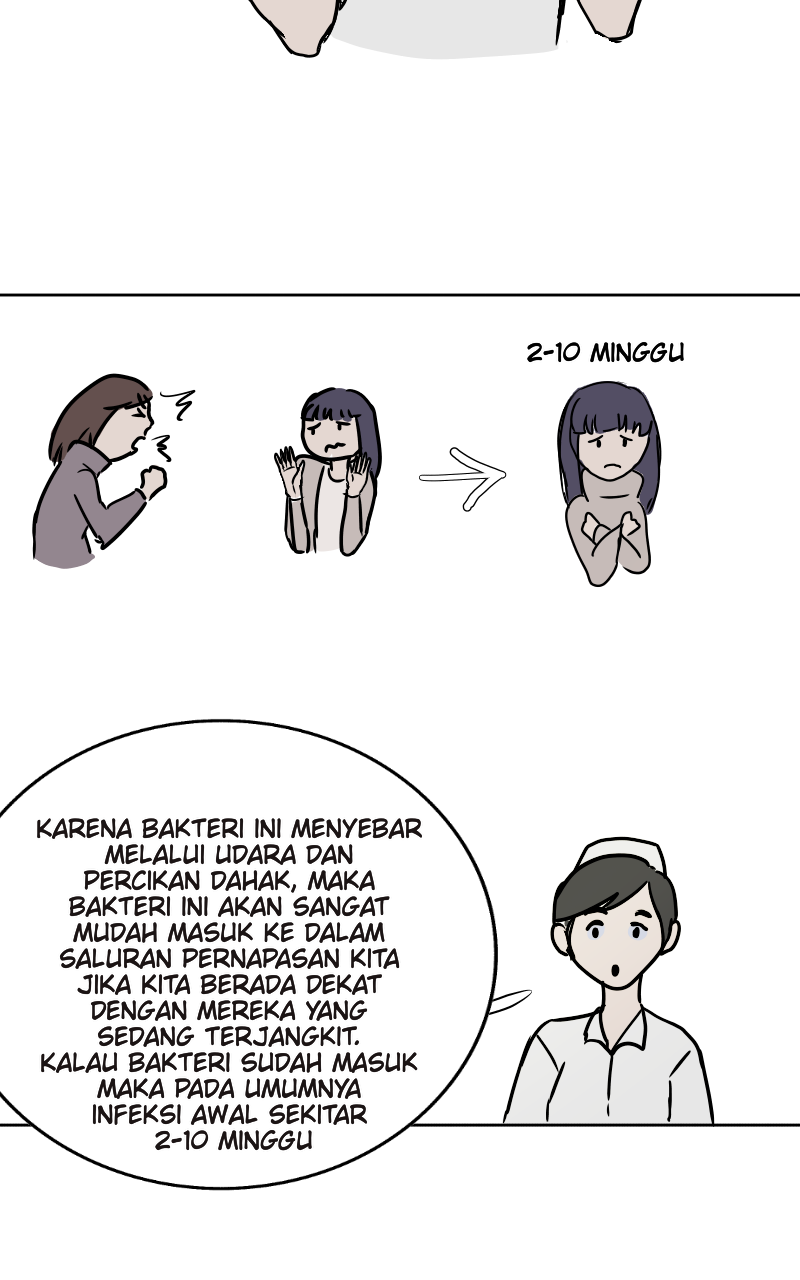 2-10 MINGGU
KARENA BAKTERI INI MENYEBAR
MELALUI UDARA DAN
PERCIKAN DAHAK, MAKA
BAKTERI INI AKAN SANGAT
MUDAH MASUK KE DALAM
SALURAN PERNAPASAN KITA
JIKA KITA BERADA DEKAT
DENGAN MEREKA YANG
SEDANG TERJANGKIT.
KALAU BAKTERI SUDAH MASUK
MAKA PADA UMUMNYA
INFEKSI AWAL SEKITAR
2-10 MINGGU